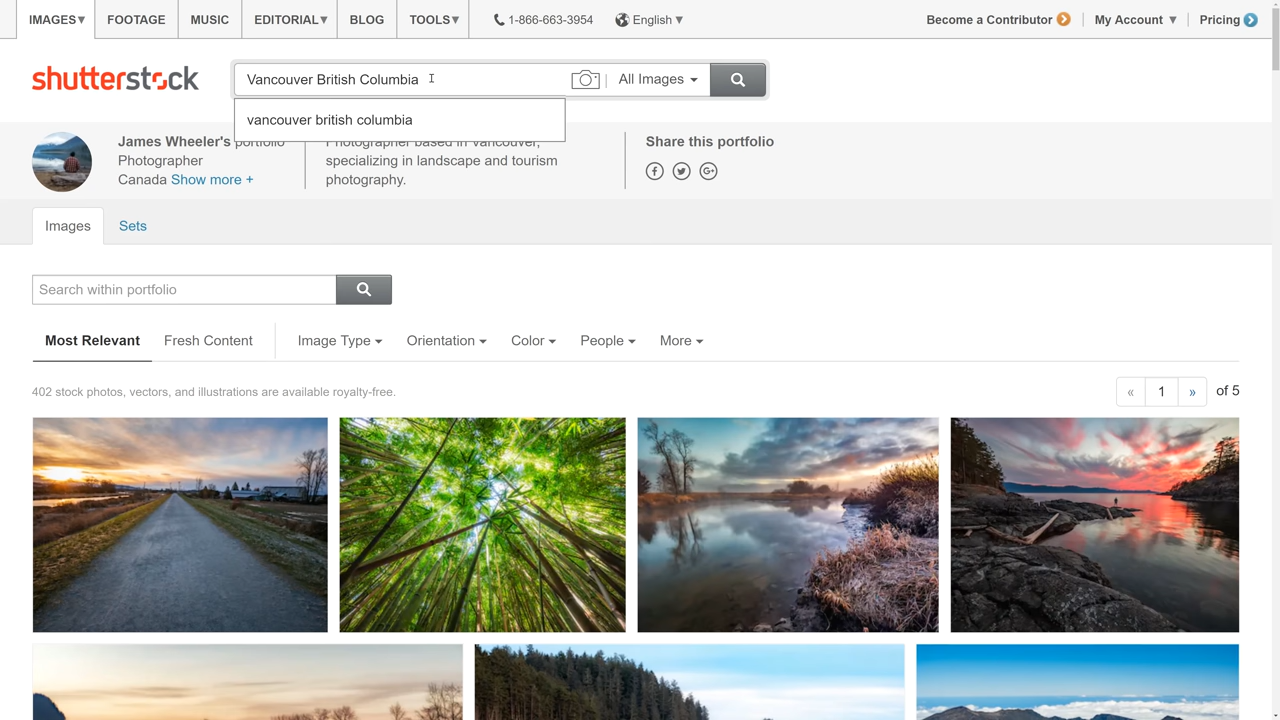 IMAGES▾ FOOTAGE MUSIC EDITORIAL▾ BLOG TOOLS▾ 1-866-663-3954 English ▾ Become a Contributor My Account ▾ Pricing
shutterstock Vancouver British Columbia All Images
vancouver british columbia
James Wheeler's portfolio Photographer based in Vancouver, Share this portfolio
Photographer specializing in landscape and tourism
Canada Show more + photography.
Images Sets
Search within portfolio
Most Relevant Fresh Content Image Type Orientation Color People More
402 stock photos, vectors, and illustrations are available royalty-free. « 1 » of 5